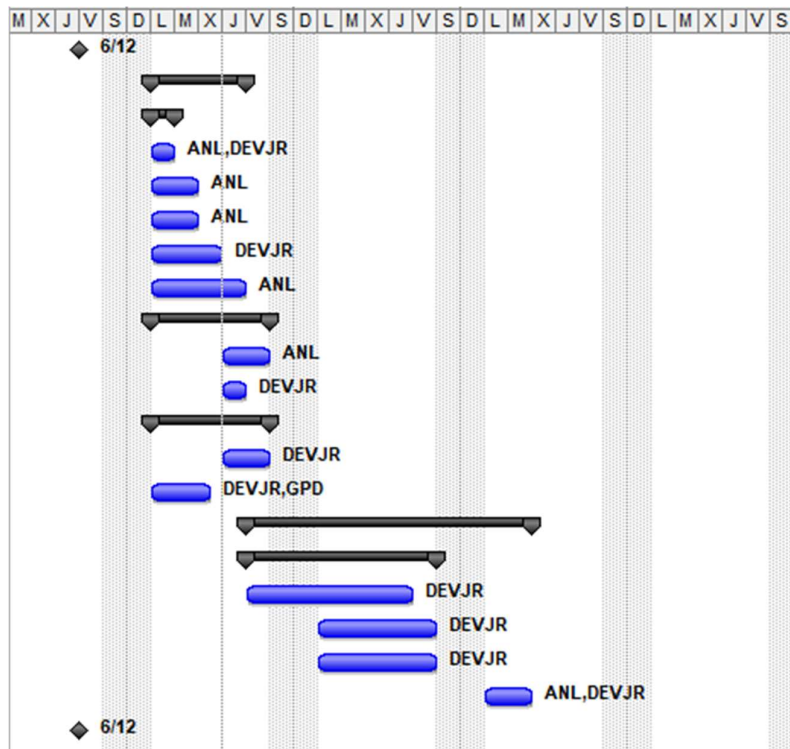 M X J V S D L M X J V S D L M X J V S D L M X J V S D L M X J V S
6/12
ANL,DEVJR
ANL
ANL
DEVJR
ANL
ANL
DEVJR
DEVJR
DEVJR,GPD
DEVJR
DEVJR
DEVJR
ANL,DEVJR
6/12